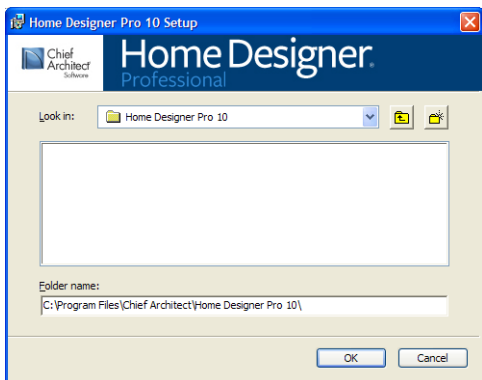 Home Designer Pro 10 Setup
Chief
Architect
Software
Home Designer.
Professional
Look in:
Home Designer Pro 10
Folder name:
C:\Program Files\Chief Architect\Home Designer Pro 10\
OK
Cancel